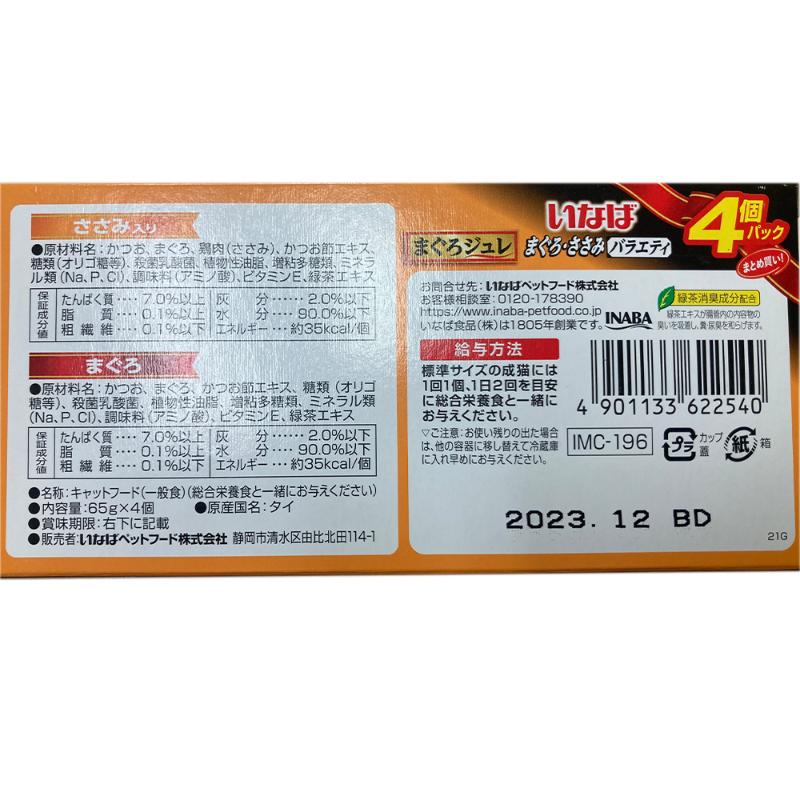 ささみ入り
●原材料名：かつお、まぐろ、鶏肉（ささみ）、かつお節エキス、
糖類（オリゴ糖等）、殺菌乳酸菌、植物性油脂、増粘多糖類、ミネラ
ル類（Na、P、Cl）、調味料（アミノ酸）、ビタミンE、緑茶エキス
保証成分値
たんぱく質‥‥7.0%以上 灰　分‥‥‥2.0%以下
脂　質‥‥0.1%以上 水　分‥‥90.0%以下
粗繊維‥‥0.1%以下 エネルギー‥約35kcal/個
まぐろ
●原材料名：かつお、まぐろ、かつお節エキス、糖類（オリゴ
糖等）、殺菌乳酸菌、植物性油脂、増粘多糖類、ミネラル類
（Na、P、Cl）、調味料（アミノ酸）、ビタミンE、緑茶エキス
保証成分値
たんぱく質‥‥7.0%以上 灰　分‥‥‥2.0%以下
脂　質‥‥0.1%以上 水　分‥‥90.0%以下
粗繊維‥‥0.1%以下 エネルギー‥約35kcal/個
●名称：キャットフード（一般食）（総合栄養食と一緒にお与えください）
●内容量：65g×4個 ●原産国名：タイ
●賞味期限：右下に記載
●販売者：いなばペットフード株式会社 静岡市清水区由比北田114-1
いなば
まぐろジュレ まぐろ・ささみ バラエティ
4個パック
まとめ買い！
お問合せ先：いなばペットフード株式会社
お客様相談室：0120-178390
https://www.inaba-petfood.co.jp
いなば食品（株）は1805年創業です。
INABA
緑茶消臭成分配合
緑茶エキスが腸管内の内容物の
臭いを吸着し、糞・尿臭を和らげます。
給与方法
標準サイズの成猫には
1回1個、1日2回を目安
に総合栄養食と一緒に
お与えください。
▽ご注意：お使い残りの出た場合
は、他の容器に移し替えて冷蔵庫
に入れ早めにお与えください。
4 901133 622540
IMC-196
プラ カップ 蓋
紙 箱
2023. 12 BD
21G